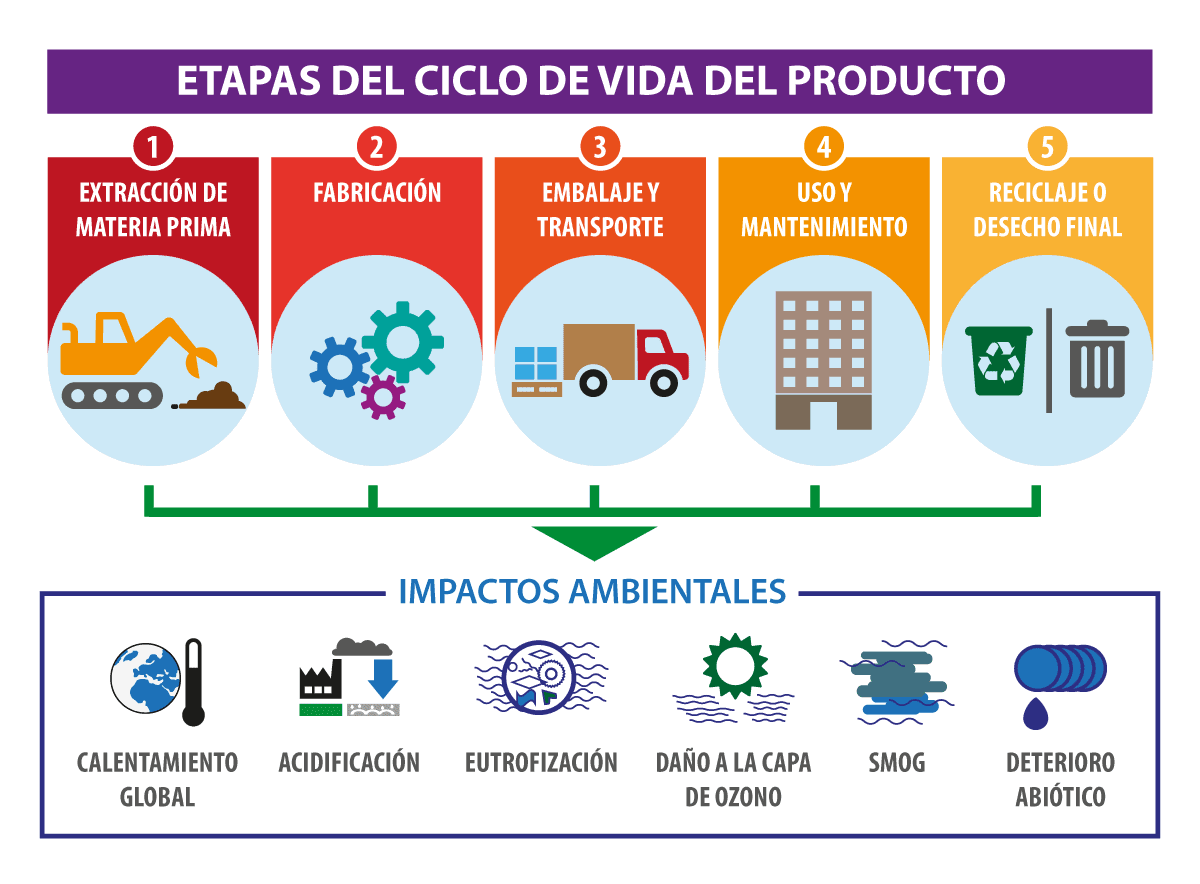 ETAPAS DEL CICLO DE VIDA DEL PRODUCTO
1
EXTRACCIÓN DE
MATERIA PRIMA
2
FABRICACIÓN
3
EMBALAJE Y
TRANSPORTE
4
USO Y
MANTENIMIENTO
5
RECICLAJE O
DESECHO FINAL
IMPACTOS AMBIENTALES
CALENTAMIENTO
GLOBAL
ACIDIFICACIÓN
EUTROFIZACIÓN
DAÑO A LA CAPA
DE OZONO
SMOG
DETERIORO
ABIÓTICO